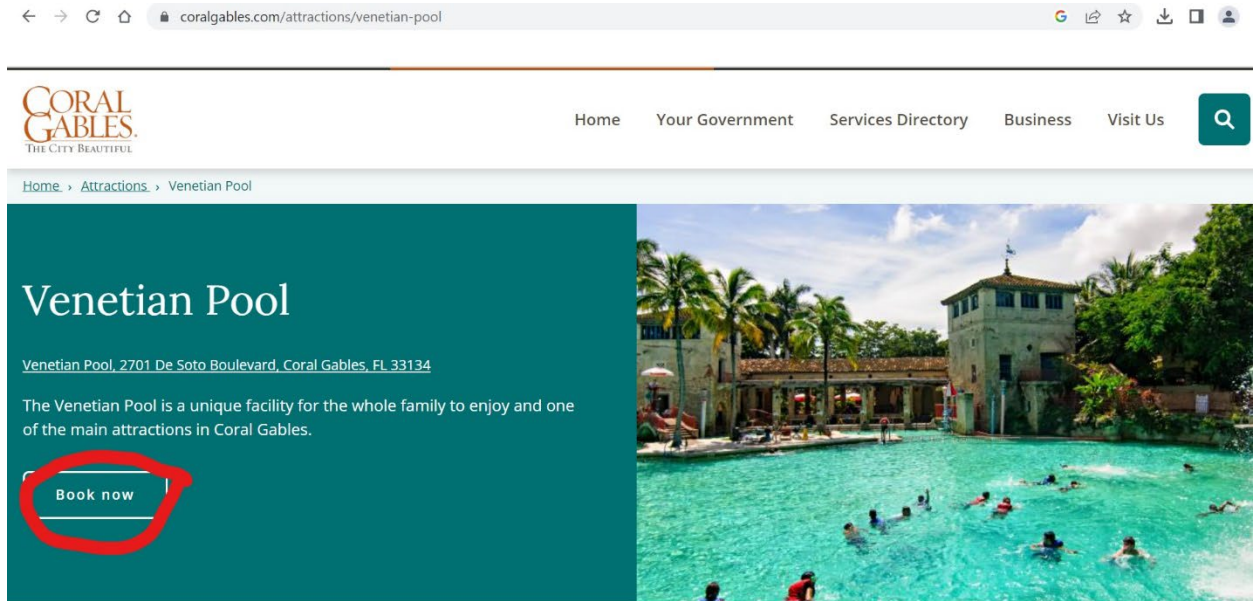 coralgables.com/attractions/venetian-pool
G
CORAL
GABLES.
THE CITY BEAUTIFUL
Home
Your Government
Services Directory
Business
Visit Us
Home › Attractions › Venetian Pool
Venetian Pool
Venetian Pool, 2701 De Soto Boulevard, Coral Gables, FL 33134
The Venetian Pool is a unique facility for the whole family to enjoy and one
of the main attractions in Coral Gables.
Book now